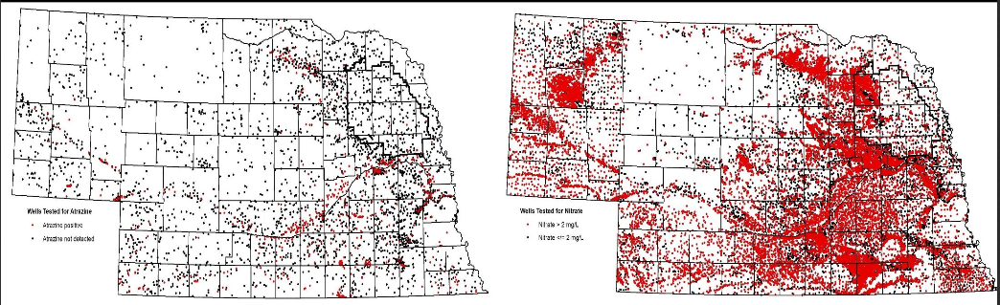 Wells Tested for Atrazine
Atrazine positive
Atrazine not detected
Wells Tested for Nitrate
Nitrate > 2 mg/L
Nitrate <= 2 mg/L